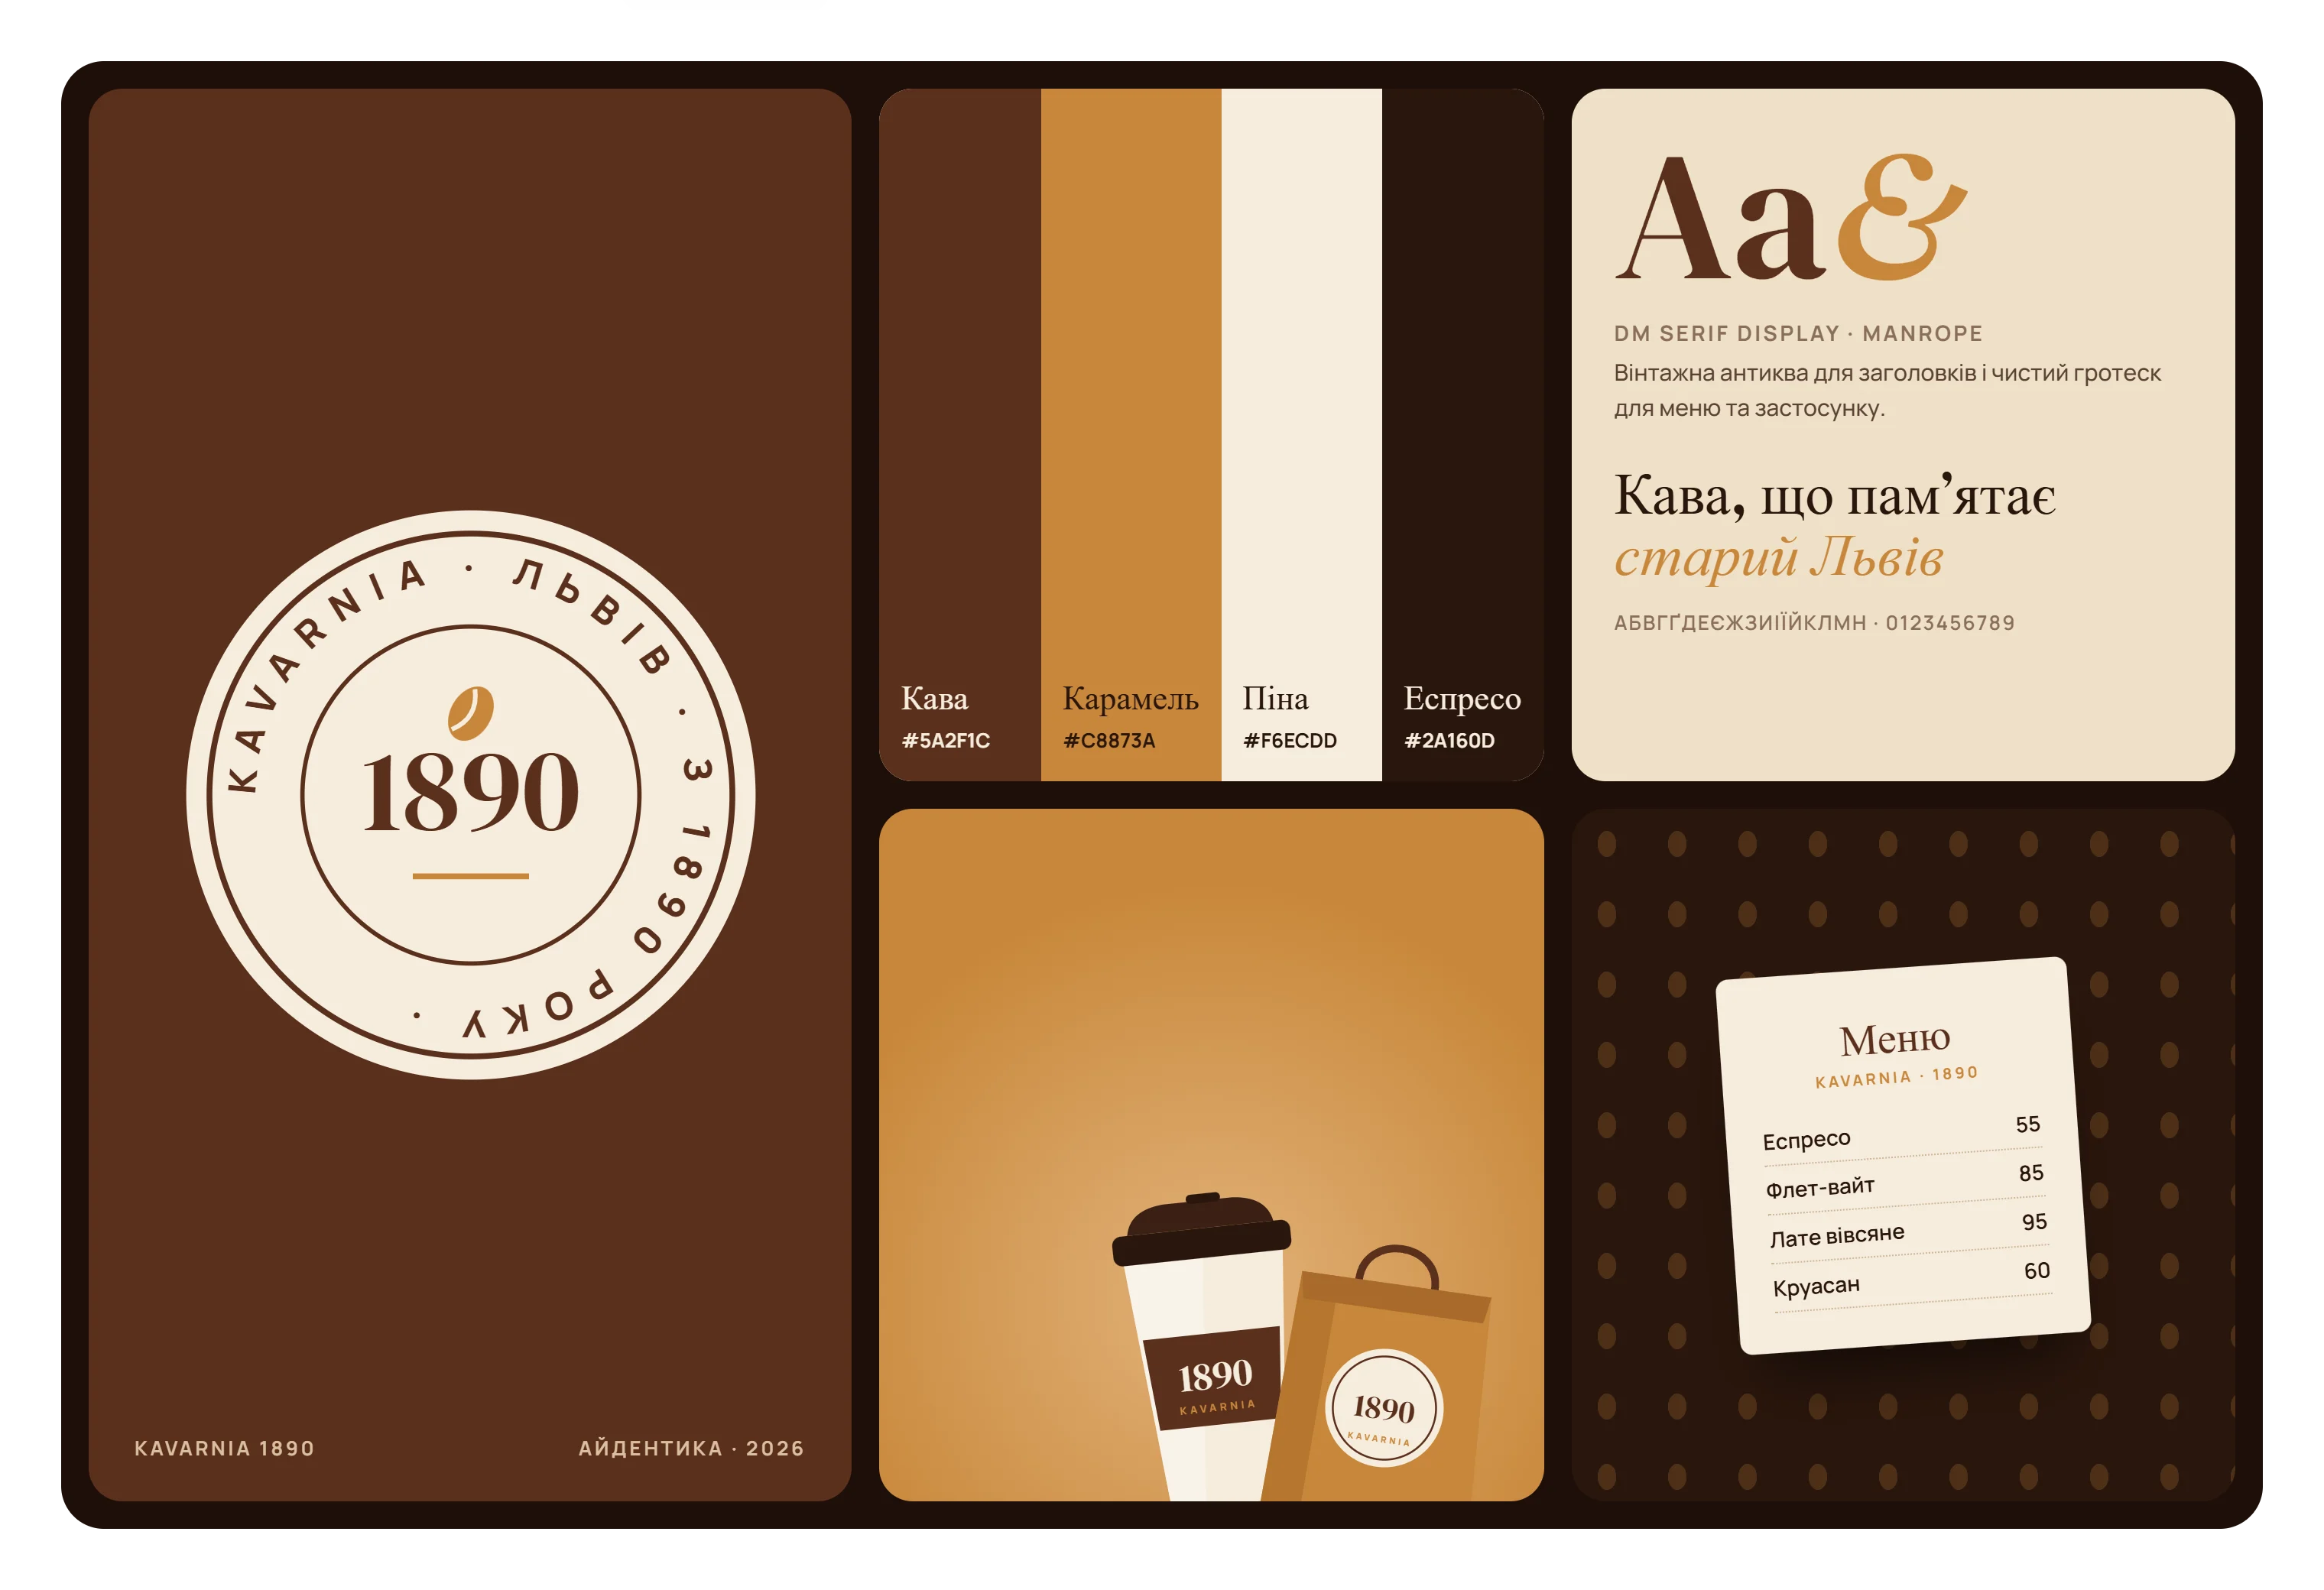 KAVARNIA · ЛЬВІВ · З 1890 РОКУ ·
1890
KAVARNIA 1890
АЙДЕНТИКА · 2026
Кава
#5A2F1C
Карамель
#C8873A
Піна
#F6ECDD
Еспресо
#2A160D
Aa&
DM SERIF DISPLAY · MANROPE
Вінтажна антиква для заголовків і чистий гротеск
для меню та застосунку.
Кава, що пам’ятає
старий Львів
АБВГҐДЕЄЖЗИІЇЙКЛМН · 0123456789
1890
KAVARNIA
1890
KAVARNIA
Меню
KAVARNIA · 1890
Еспресо 55
Флет-вайт 85
Лате вівсяне 95
Круасан 60